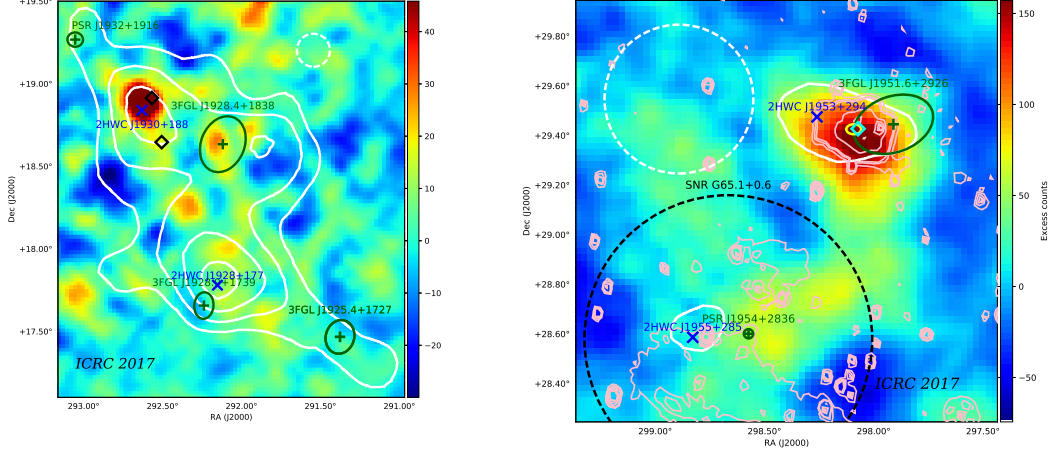 +19.50°
+19.00°
+18.50°
+18.00°
+17.50°
Dec (J2000)
PSR J1932+1916
3FGL J1928.4+1838
2HWC J1930+188
2HWC J1928+177
3FGL J1925.4+1727
ICRC 2017
293.00°
292.50°
292.00°
291.50°
291.00°
RA (J2000)
40
30
20
10
0
−10
−20
+29.80°
+29.60°
+29.40°
+29.20°
+29.00°
+28.80°
+28.60°
+28.40°
Dec (J2000)
3FGL J1951.6+2926
2HWC J1953+294
SNR G65.1+0.6
PSR J1954+2836
2HWC J1955+285
ICRC 2017
299.00°
298.50°
298.00°
297.50°
RA (J2000)
150
100
50
0
−50
Excess counts